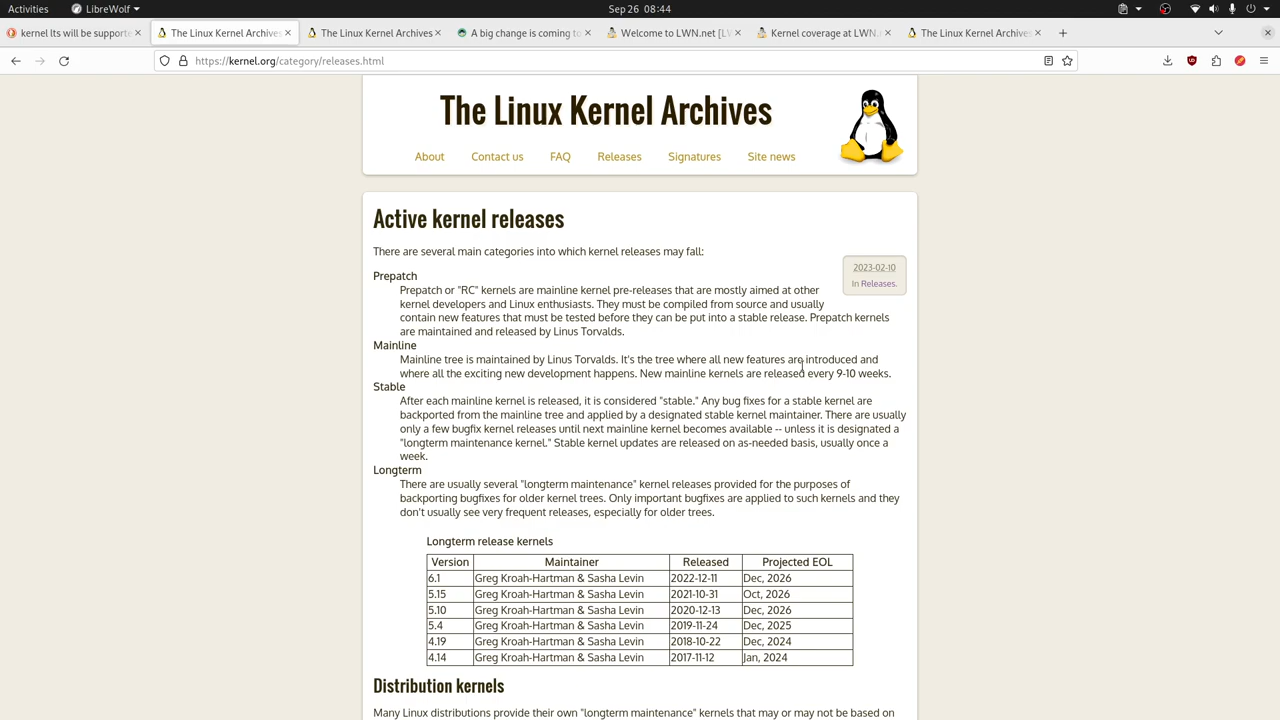 Activities
LibreWolf
Sep 26 08:44
kernel lts will be supporte
The Linux Kernel Archives
The Linux Kernel Archives
A big change is coming to
Welcome to LWN.net [LW
Kernel coverage at LWN.
The Linux Kernel Archives
https://kernel.org/category/releases.html
The Linux Kernel Archives
About
Contact us
FAQ
Releases
Signatures
Site news
Active kernel releases
There are several main categories into which kernel releases may fall:
2023-02-10
In Releases.
Prepatch
Prepatch or "RC" kernels are mainline kernel pre-releases that are mostly aimed at other
kernel developers and Linux enthusiasts. They must be compiled from source and usually
contain new features that must be tested before they can be put into a stable release. Prepatch kernels
are maintained and released by Linus Torvalds.
Mainline
Mainline tree is maintained by Linus Torvalds. It's the tree where all new features are introduced and
where all the exciting new development happens. New mainline kernels are released every 9-10 weeks.
Stable
After each mainline kernel is released, it is considered "stable." Any bug fixes for a stable kernel are
backported from the mainline tree and applied by a designated stable kernel maintainer. There are usually
only a few bugfix kernel releases until next mainline kernel becomes available -- unless it is designated a
"longterm maintenance kernel." Stable kernel updates are released on as-needed basis, usually once a
week.
Longterm
There are usually several "longterm maintenance" kernel releases provided for the purposes of
backporting bugfixes for older kernel trees. Only important bugfixes are applied to such kernels and they
don't usually see very frequent releases, especially for older trees.
Longterm release kernels
Version Maintainer Released Projected EOL
6.1 Greg Kroah-Hartman & Sasha Levin 2022-12-11 Dec, 2026
5.15 Greg Kroah-Hartman & Sasha Levin 2021-10-31 Oct, 2026
5.10 Greg Kroah-Hartman & Sasha Levin 2020-12-13 Dec, 2026
5.4 Greg Kroah-Hartman & Sasha Levin 2019-11-24 Dec, 2025
4.19 Greg Kroah-Hartman & Sasha Levin 2018-10-22 Dec, 2024
4.14 Greg Kroah-Hartman & Sasha Levin 2017-11-12 Jan, 2024
Distribution kernels
Many Linux distributions provide their own "longterm maintenance" kernels that may or may not be based on